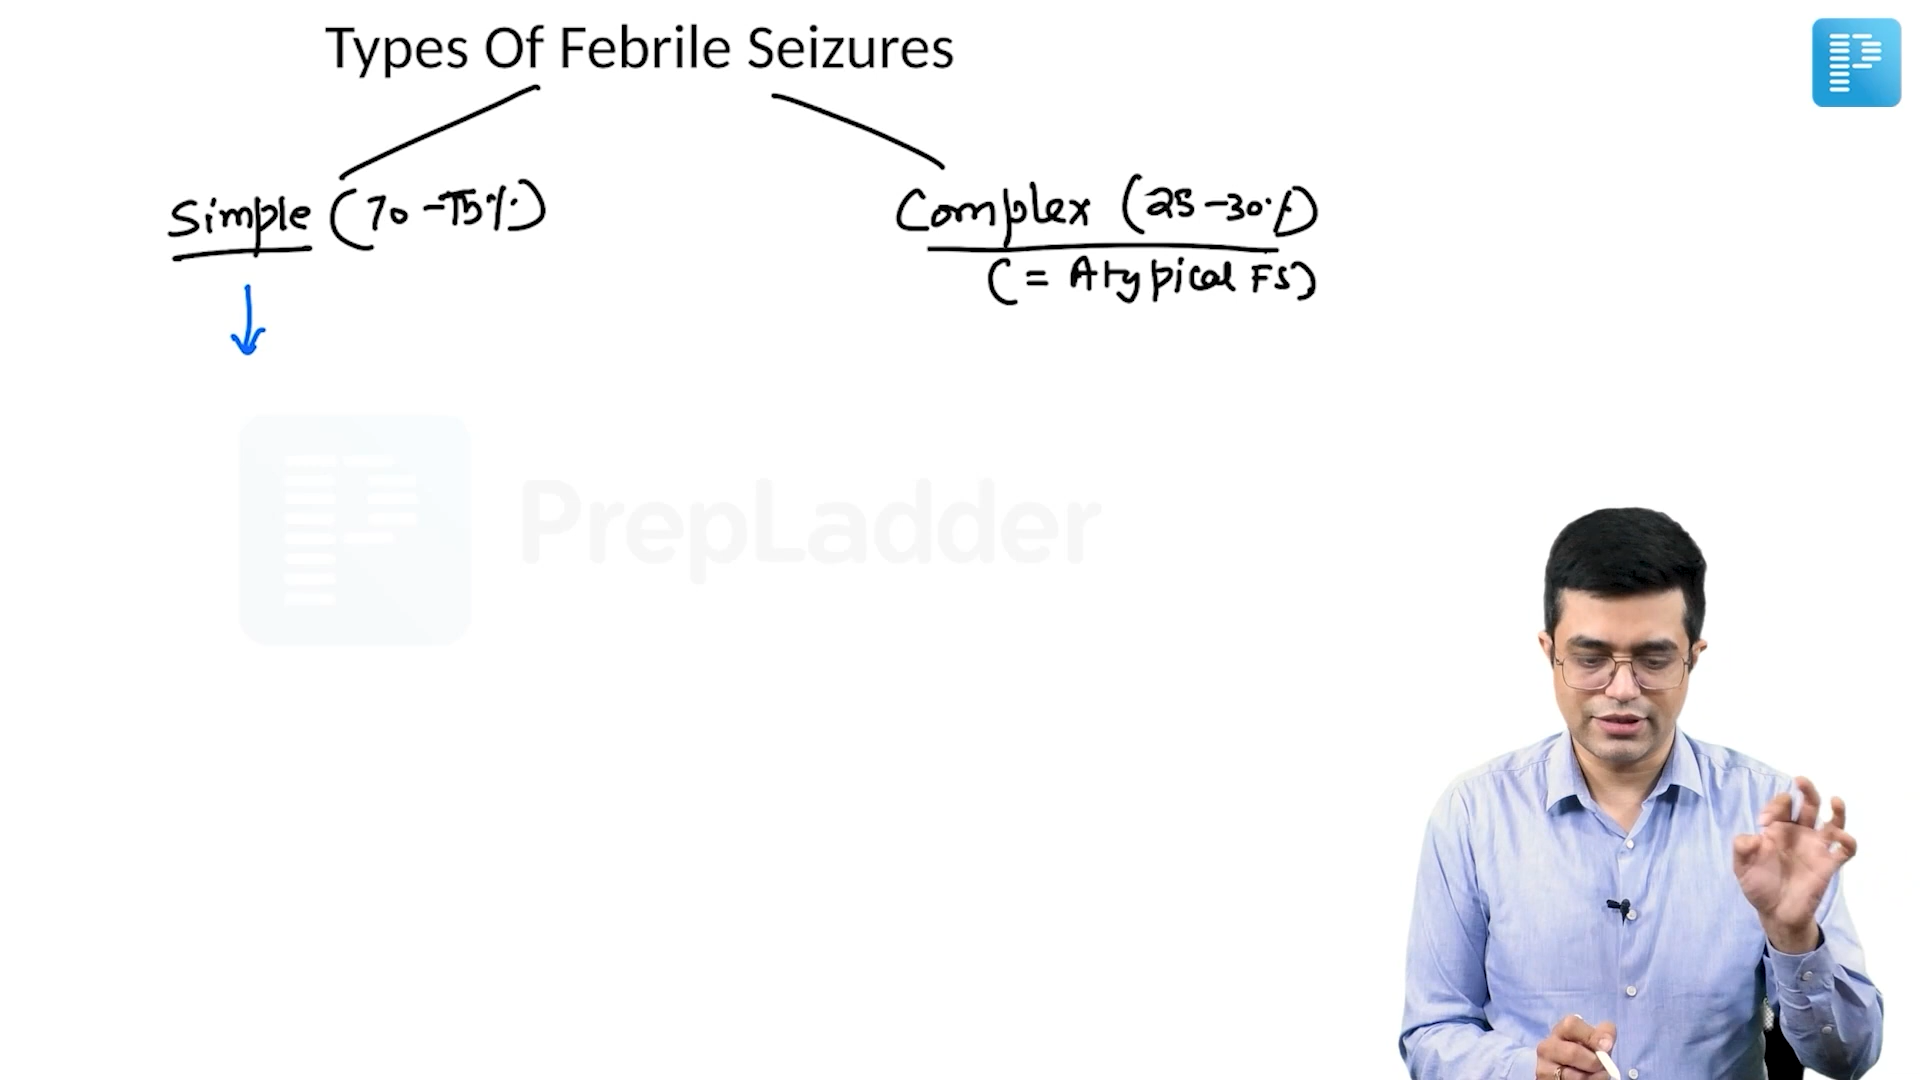 Types Of Febrile Seizures
Simple (70-75%)
Complex (25-30%)
(= Atypical FS)
PrepLadder